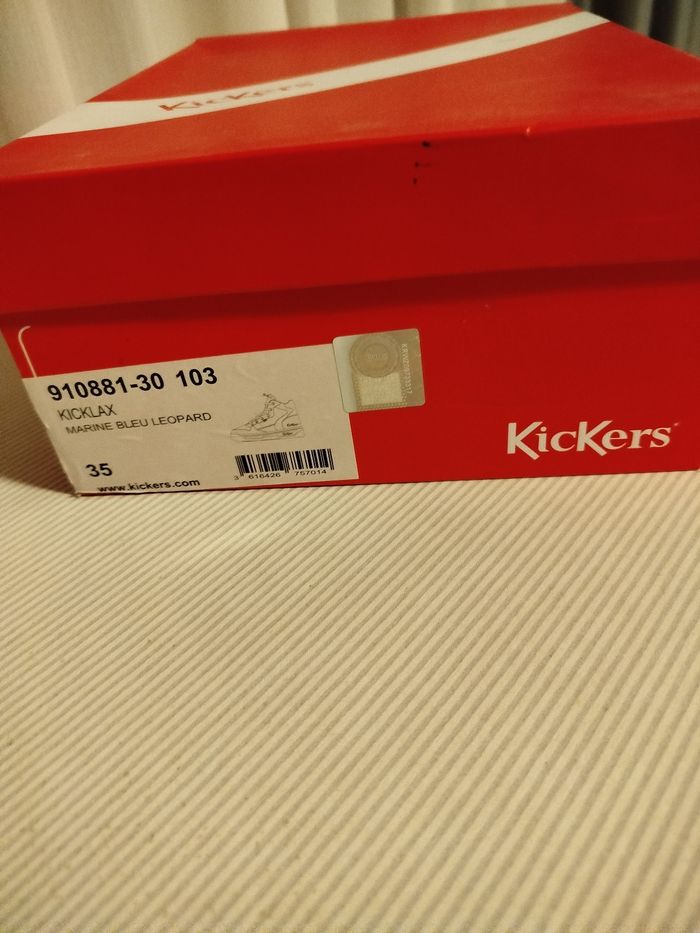 Kickers
910881-30 103
KICKLAX
MARINE BLEU LEOPARD
35
www.kickers.com
3 616426 757014
KicKers